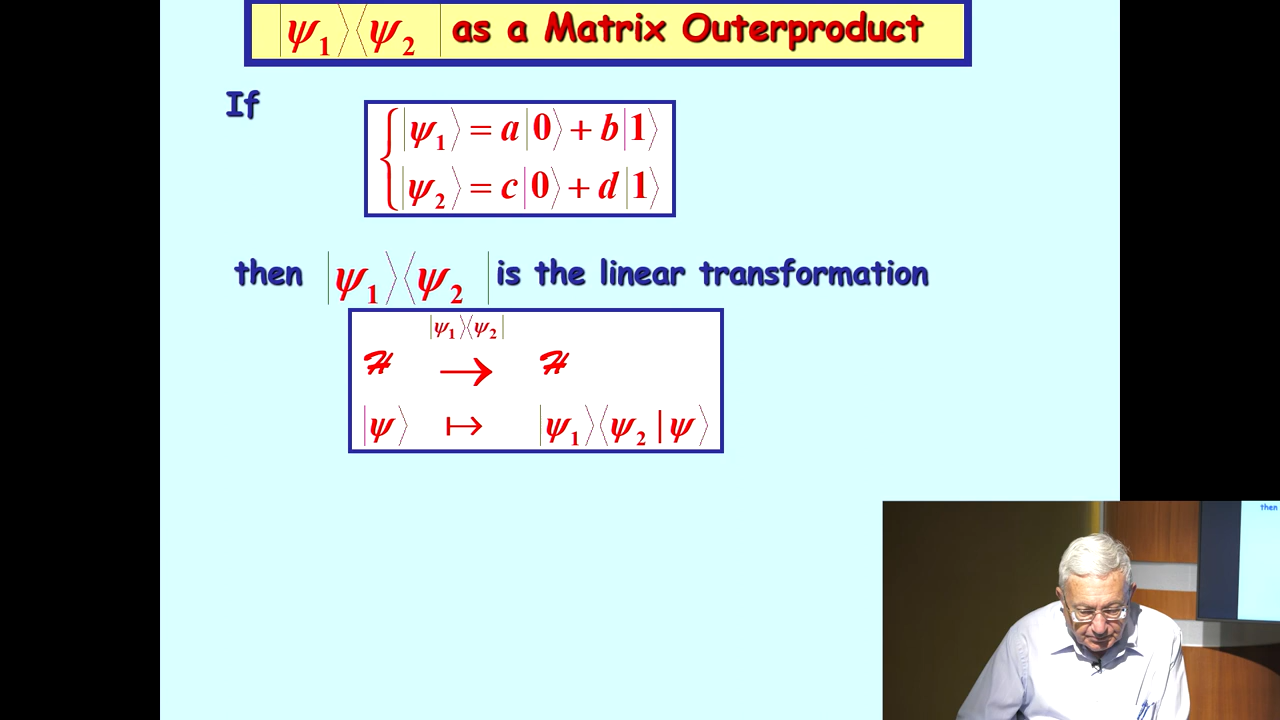 |ψ₁⟩⟨ψ₂| as a Matrix Outerproduct
If
|ψ₁⟩ = a|0⟩ + b|1⟩
|ψ₂⟩ = c|0⟩ + d|1⟩
then |ψ₁⟩⟨ψ₂| is the linear transformation
|ψ₁⟩⟨ψ₂|
ℋ → ℋ
|ψ⟩ ↦ |ψ₁⟩⟨ψ₂|ψ⟩
then